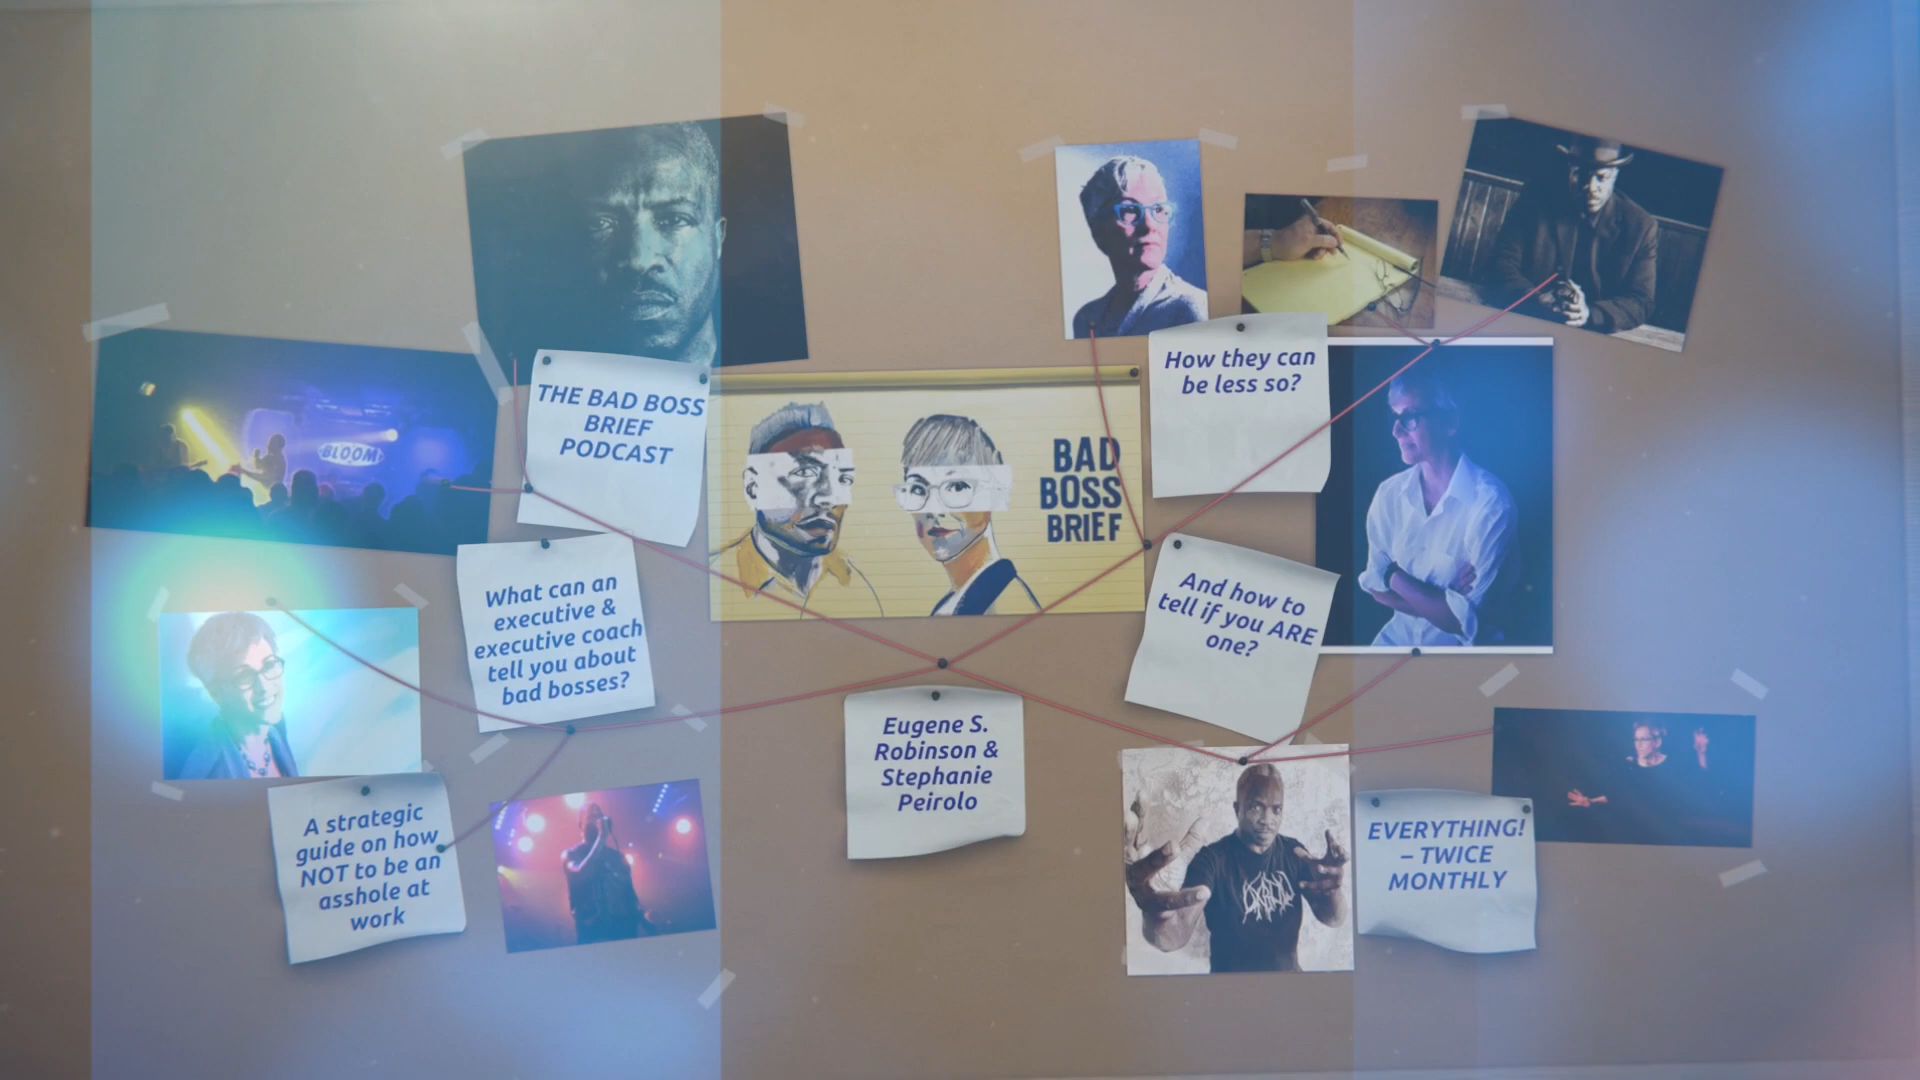 THE BAD BOSS
BRIEF
PODCAST
BLOOM
What can an
executive &
executive coach
tell you about
bad bosses?
A strategic
guide on how
NOT to be an
asshole at
work
BAD
BOSS
BRIEF
Eugene S.
Robinson &
Stephanie
Peirolo
How they can
be less so?
And how to
tell if you ARE
one?
EVERYTHING!
– TWICE
MONTHLY